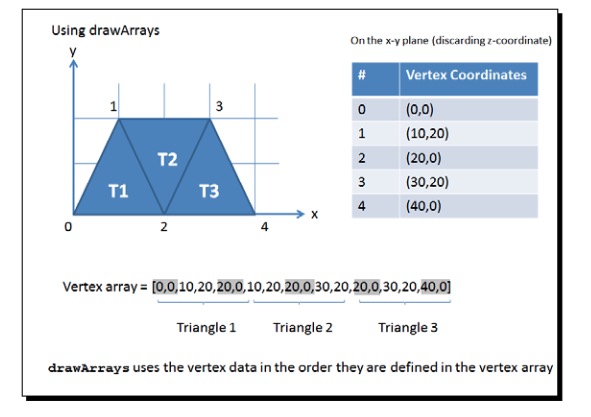 Using drawArrays
On the x-y plane (discarding z-coordinate)
y
# Vertex Coordinates
0 (0,0)
1 (10,20)
2 (20,0)
3 (30,20)
4 (40,0)
1 3
T2
T1 T3
x
0 2 4
Vertex array = [0,0,10,20,20,0,10,20,20,0,30,20,20,0,30,20,40,0]
Triangle 1 Triangle 2 Triangle 3
drawArrays uses the vertex data in the order they are defined in the vertex array